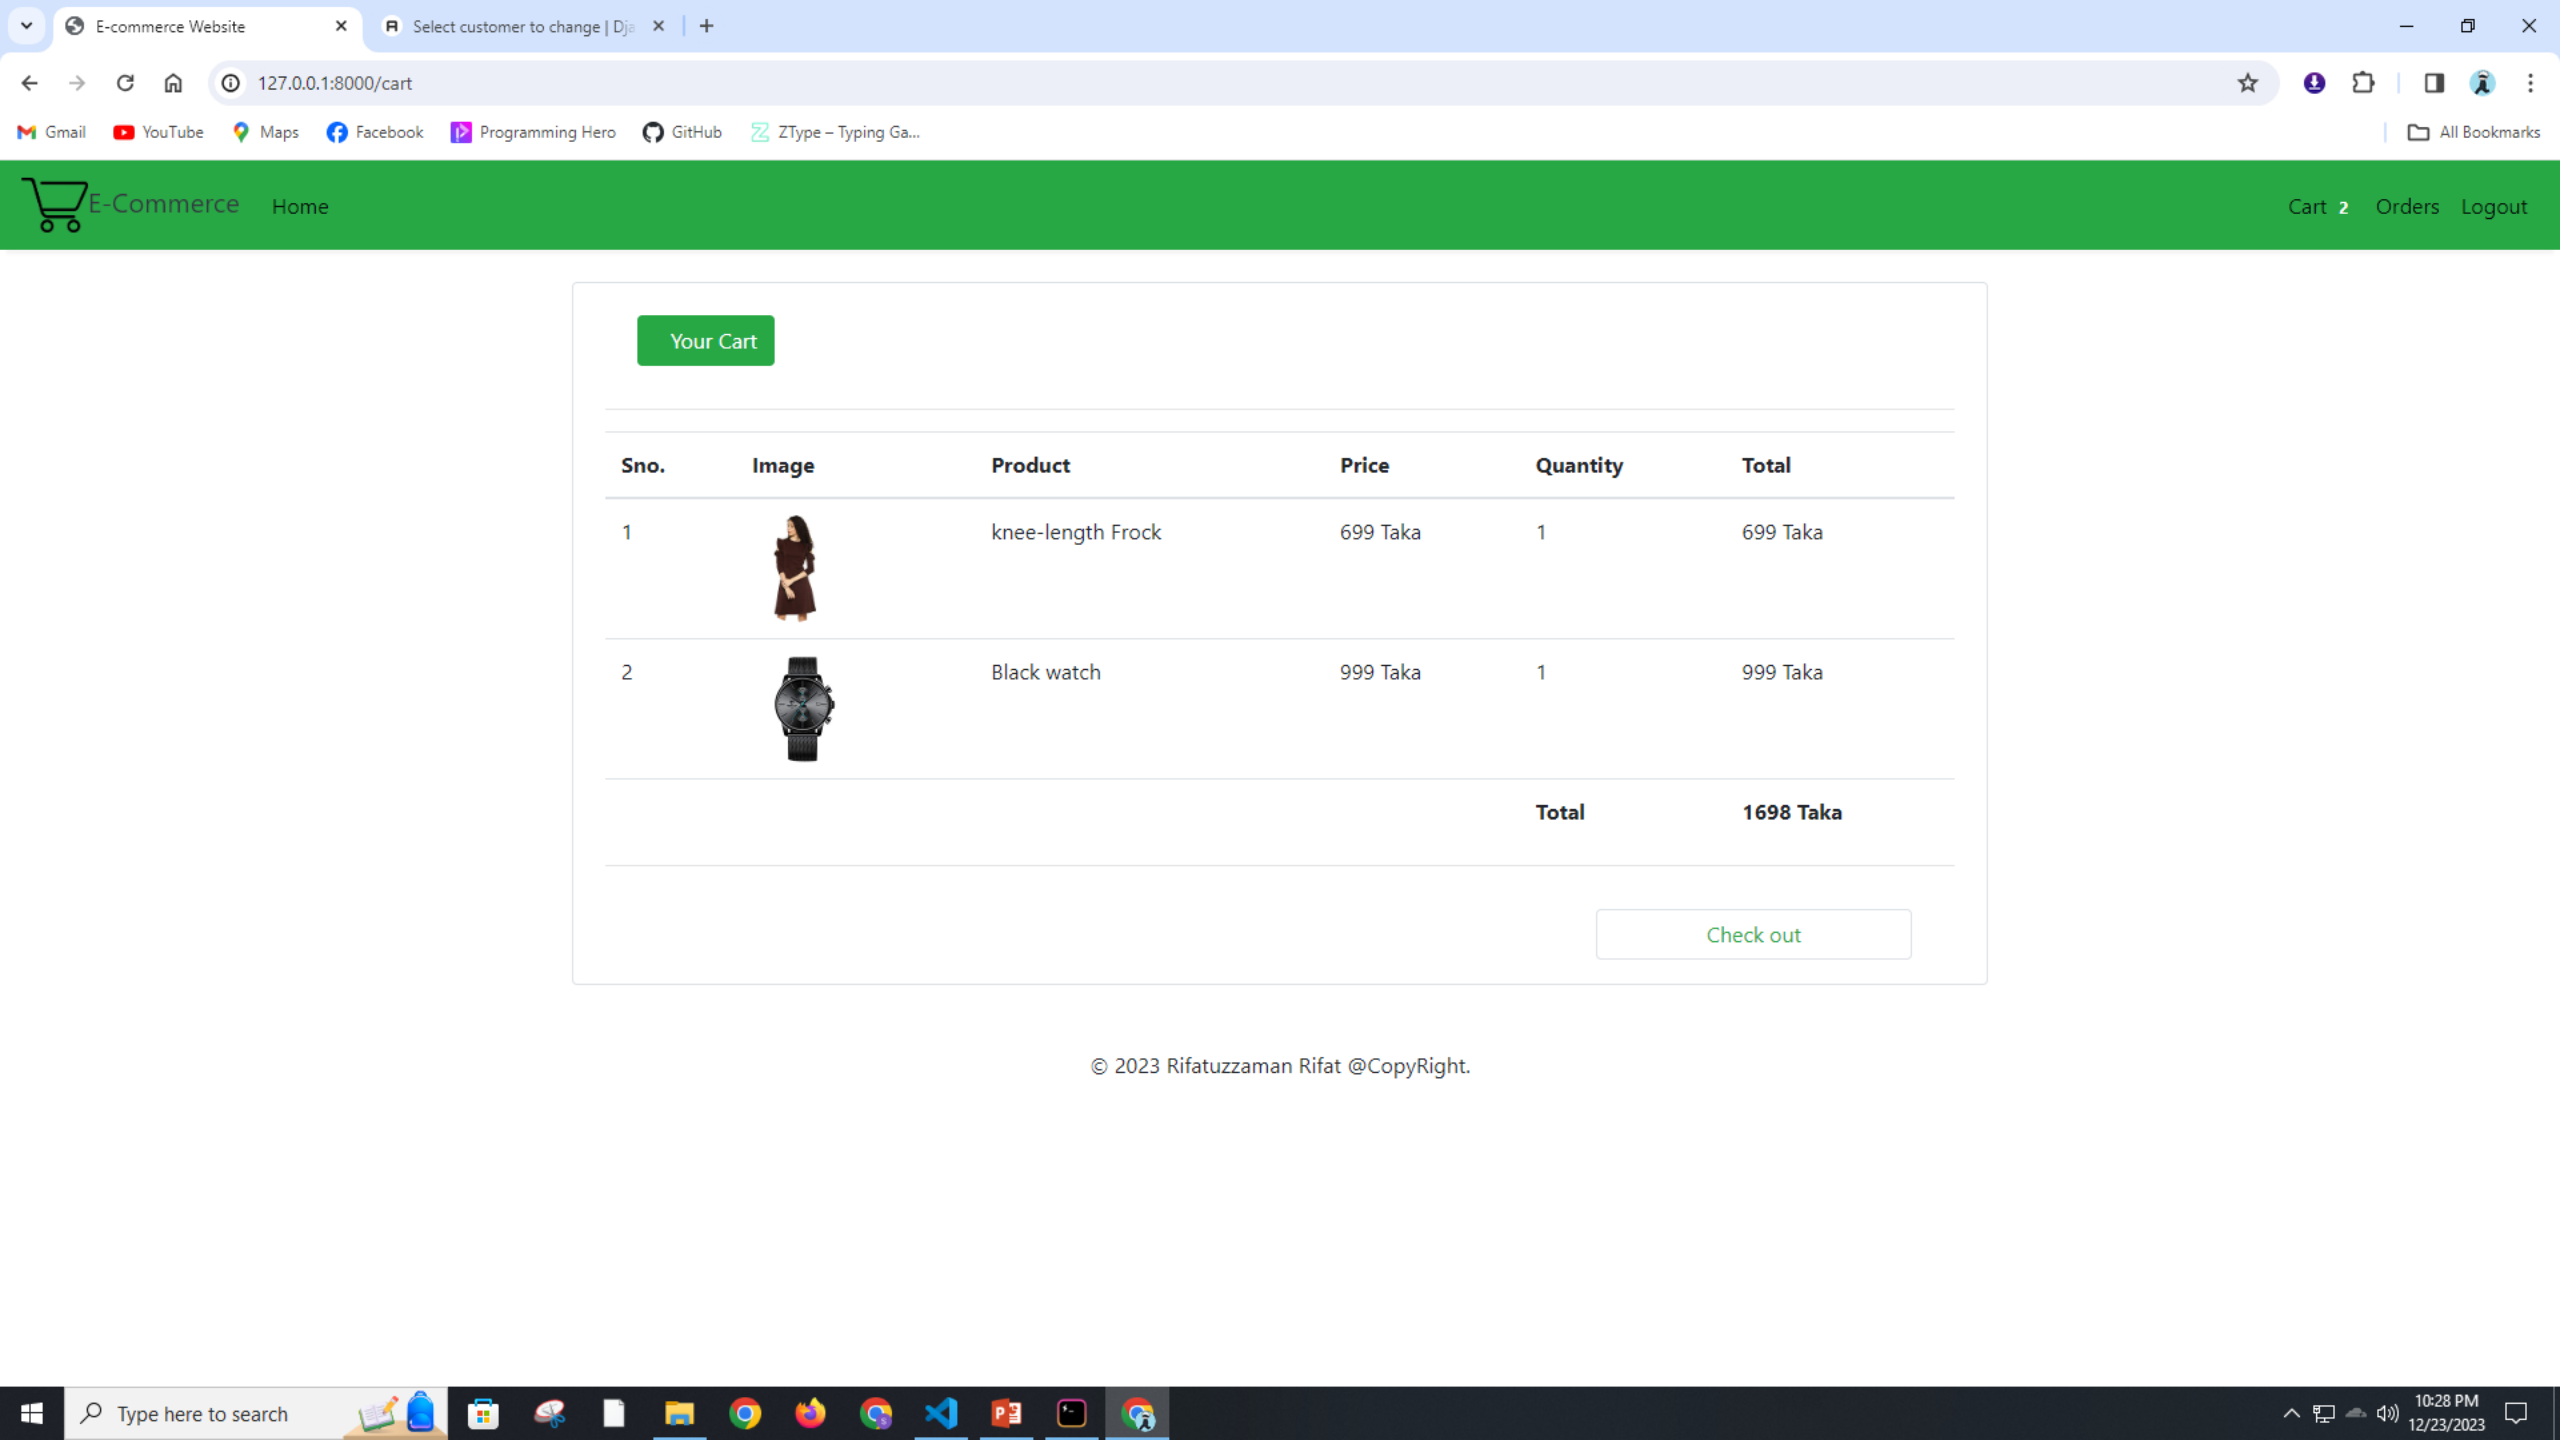 E-commerce Website
Select customer to change | Dja
127.0.0.1:8000/cart
Gmail YouTube Maps Facebook Programming Hero GitHub ZType – Typing Ga... All Bookmarks
E-Commerce Home Cart 2 Orders Logout
Your Cart
Sno. Image Product Price Quantity Total
1 knee-length Frock 699 Taka 1 699 Taka
2 Black watch 999 Taka 1 999 Taka
Total 1698 Taka
Check out
© 2023 Rifatuzzaman Rifat @CopyRight.
Type here to search
10:28 PM
12/23/2023